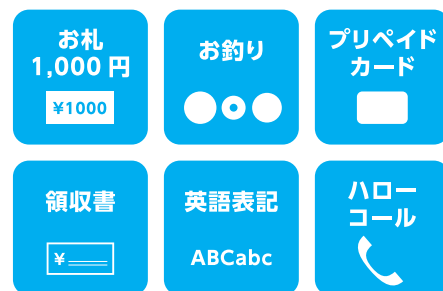 お札
1,000 円
¥1000
お釣り
プリペイド
カード
領収書
¥
英語表記
ABCabc
ハロー
コール